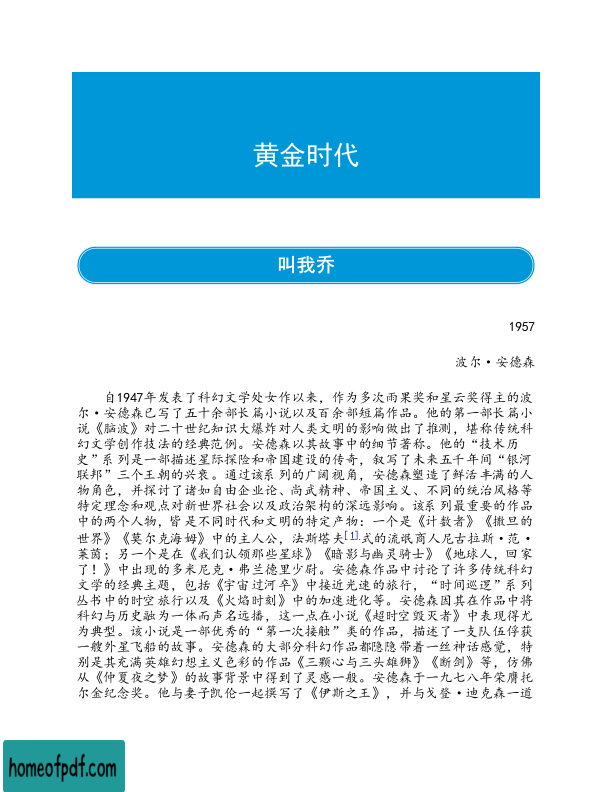 黄金时代
叫我乔
1957
波尔·安德森
自1947年发表了科幻文学处女作以来，作为多次雨果奖和星云奖得主的波
尔·安德森已写了五十余部长篇小说以及百余部短篇作品。他的第一部长篇小
说《脑波》对二十世纪知识大爆炸对人类文明的影响做出了推测，堪称传统科
幻文学创作技法的经典范例。安德森以其故事中的细节著称。他的“技术历
史”系列是一部描述星际探险和帝国建设的传奇，叙写了未来五千年间“银河
联邦”三个王朝的兴衰。通过该系列的广阔视角，安德森塑造了鲜活丰满的人
物角色，并探讨了诸如自由企业论、尚武精神、帝国主义、不同的统治风格等
特定理念和观点对新世界社会以及政治架构的深远影响。该系列最重要的作品
中的两个人物，皆是不同时代和文明的特定产物：一个是《计数者》《撒旦的
世界》《莫尔克海姆》中的主人公，法斯塔夫[1]式的流氓商人尼古拉斯·范·
莱茵；另一个是在《我们认领那些星球》《暗影与幽灵骑士》《地球人，回家
了！》中出现的多米尼克·弗兰德里少尉。安德森作品中讨论了许多传统科幻
文学的经典主题，包括《宇宙过河卒》中接近光速的旅行，“时间巡逻”系列
丛书中的时空旅行以及《火焰时刻》中的加速进化等。安德森因其在作品中将
科幻与历史融为一体而声名远播，这一点在小说《超时空毁灭者》中表现得尤
为典型。该小说是一部优秀的“第一次接触”类的作品，描述了一支队伍俘获
一艘外星飞船的故事。安德森的大部分科幻作品都隐隐带着一丝神话感觉，特
别是其充满英雄幻想主义色彩的作品《三颗心与三头雄狮》《断剑》等，仿佛
从《仲夏夜之梦》的故事背景中得到了灵感一般。安德森于一九七八年荣膺托
尔金纪念奖。他与妻子凯伦一起撰写了《伊斯之王》，并与戈登·迪克森一道
homeofpdf.com